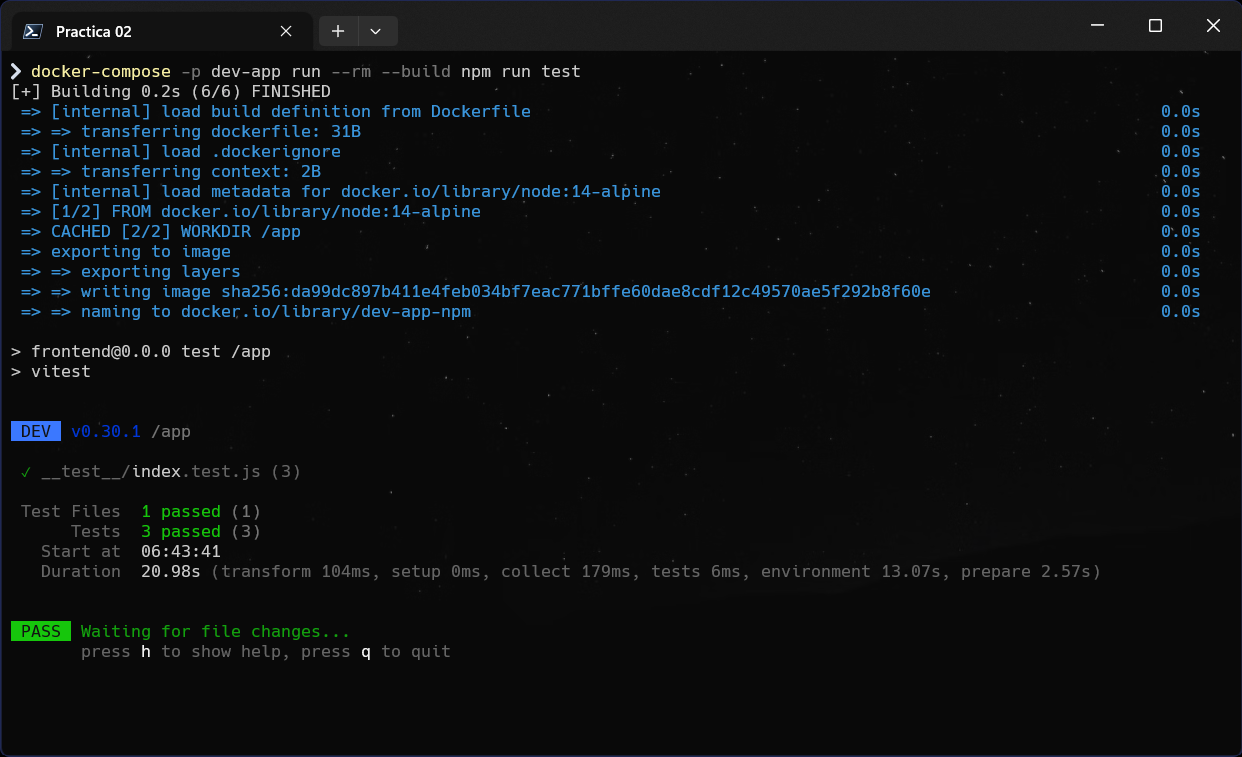 Practica 02
❯ docker-compose -p dev-app run --rm --build npm run test
[+] Building 0.2s (6/6) FINISHED
=> [internal] load build definition from Dockerfile 0.0s
=> => transferring dockerfile: 31B 0.0s
=> [internal] load .dockerignore 0.0s
=> => transferring context: 2B 0.0s
=> [internal] load metadata for docker.io/library/node:14-alpine 0.0s
=> [1/2] FROM docker.io/library/node:14-alpine 0.0s
=> CACHED [2/2] WORKDIR /app 0.0s
=> exporting to image 0.0s
=> => exporting layers 0.0s
=> => writing image sha256:da99dc897b411e4feb034bf7eac771bffe60dae8cdf12c49570ae5f292b8f60e 0.0s
=> => naming to docker.io/library/dev-app-npm 0.0s
> frontend@0.0.0 test /app
> vitest
DEV v0.30.1 /app
✓ __test__/index.test.js (3)
Test Files 1 passed (1)
Tests 3 passed (3)
Start at 06:43:41
Duration 20.98s (transform 104ms, setup 0ms, collect 179ms, tests 6ms, environment 13.07s, prepare 2.57s)
PASS Waiting for file changes...
press h to show help, press q to quit